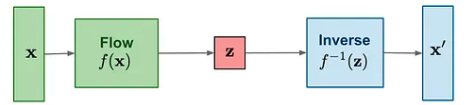 x
Flow
f(x)
z
Inverse
f⁻¹(z)
x′